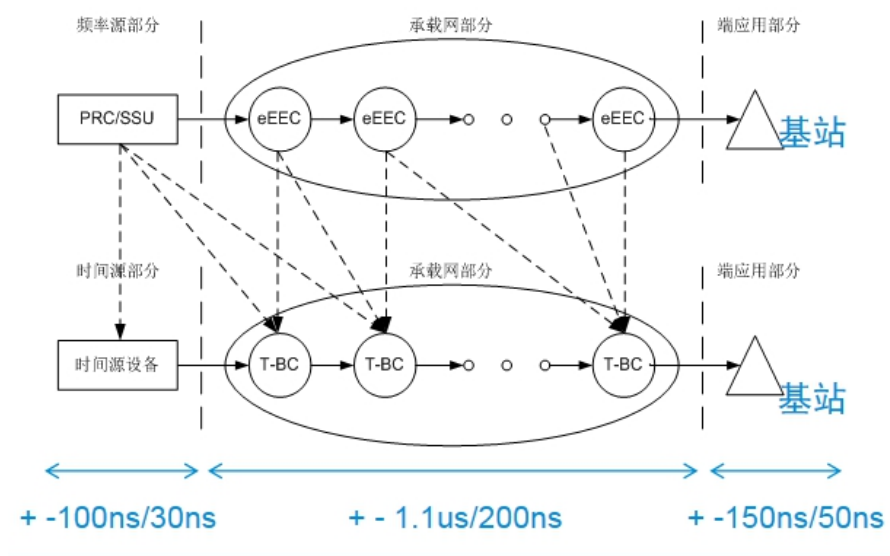 频率源部分
承载网部分
端应用部分
PRC/SSU
eEEC
eEEC
eEEC
基站
时间源部分
承载网部分
端应用部分
时间源设备
T-BC
T-BC
T-BC
基站
+ -100ns/30ns
+ - 1.1us/200ns
+ -150ns/50ns